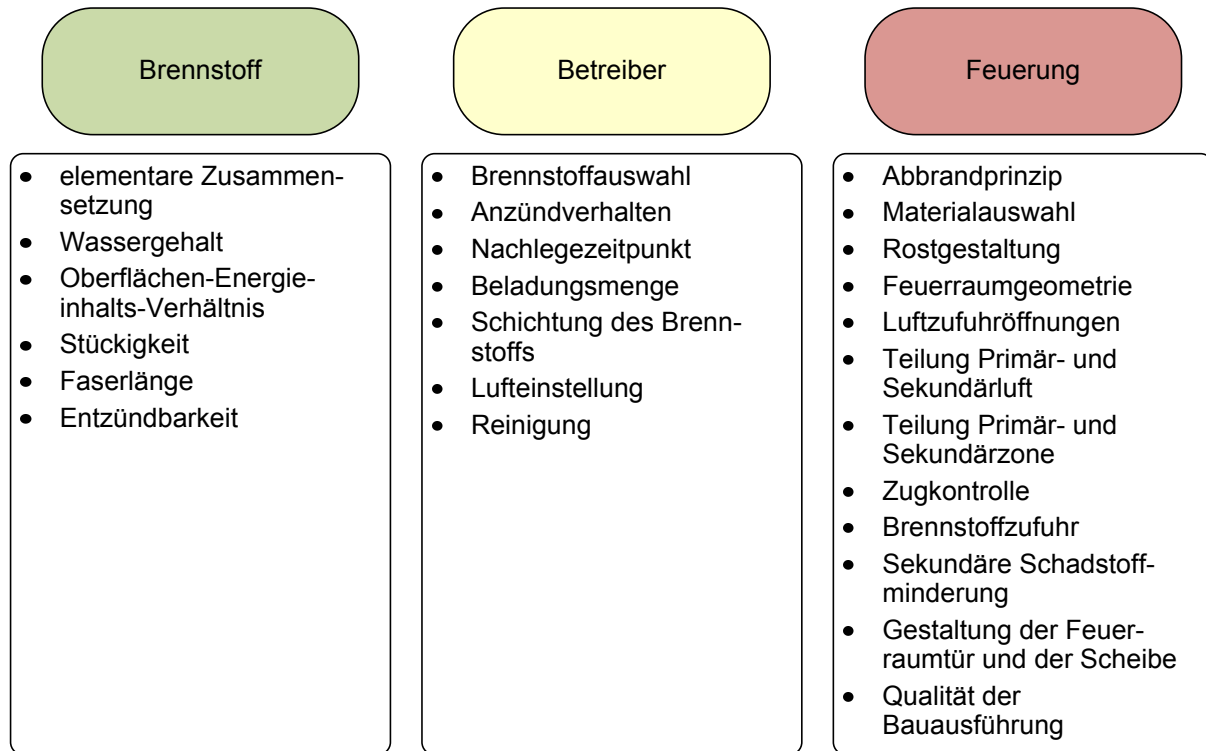 Brennstoff
elementare Zusammen-
setzung
Wassergehalt
Oberflächen-Energie-
inhalts-Verhältnis
Stückigkeit
Faserlänge
Entzündbarkeit
Betreiber
Brennstoffauswahl
Anzündverhalten
Nachlegezeitpunkt
Beladungsmenge
Schichtung des Brenn-
stoffs
Lufteinstellung
Reinigung
Feuerung
Abbrandprinzip
Materialauswahl
Rostgestaltung
Feuerraumgeometrie
Luftzufuhröffnungen
Teilung Primär- und
Sekundärluft
Teilung Primär- und
Sekundärzone
Zugkontrolle
Brennstoffzufuhr
Sekundäre Schadstoff-
minderung
Gestaltung der Feuer-
raumtür und der Scheibe
Qualität der
Bauausführung